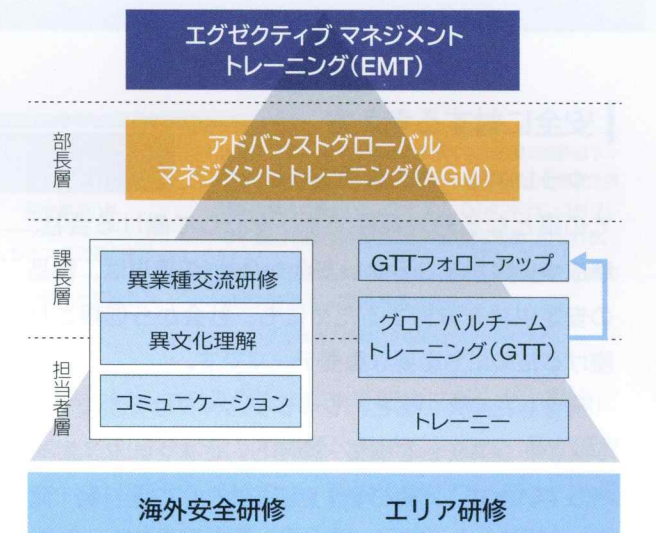 エグゼクティブ マネジメント
トレーニング(EMT)
部長層
アドバンストグローバル
マネジメント トレーニング(AGM)
課長層
異業種交流研修
異文化理解
コミュニケーション
GTTフォローアップ
グローバルチーム
トレーニング(GTT)
担当者層
トレーニー
海外安全研修
エリア研修